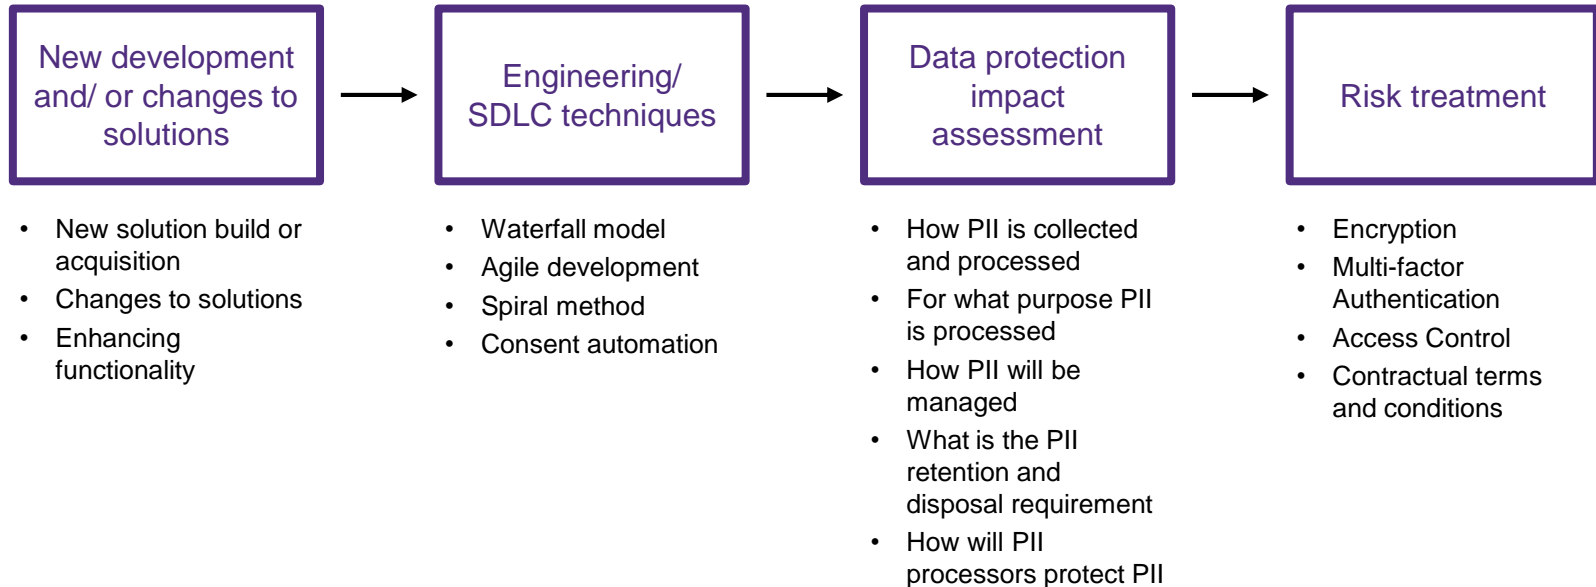 New development
and/ or changes to
solutions
Engineering/
SDLC techniques
Data protection
impact
assessment
Risk treatment
• New solution build or
acquisition
• Changes to solutions
• Enhancing
functionality
• Waterfall model
• Agile development
• Spiral method
• Consent automation
• How PII is collected
and processed
• For what purpose PII
is processed
• How PII will be
managed
• What is the PII
retention and
disposal requirement
• How will PII
processors protect PII
• Encryption
• Multi-factor
Authentication
• Access Control
• Contractual terms
and conditions